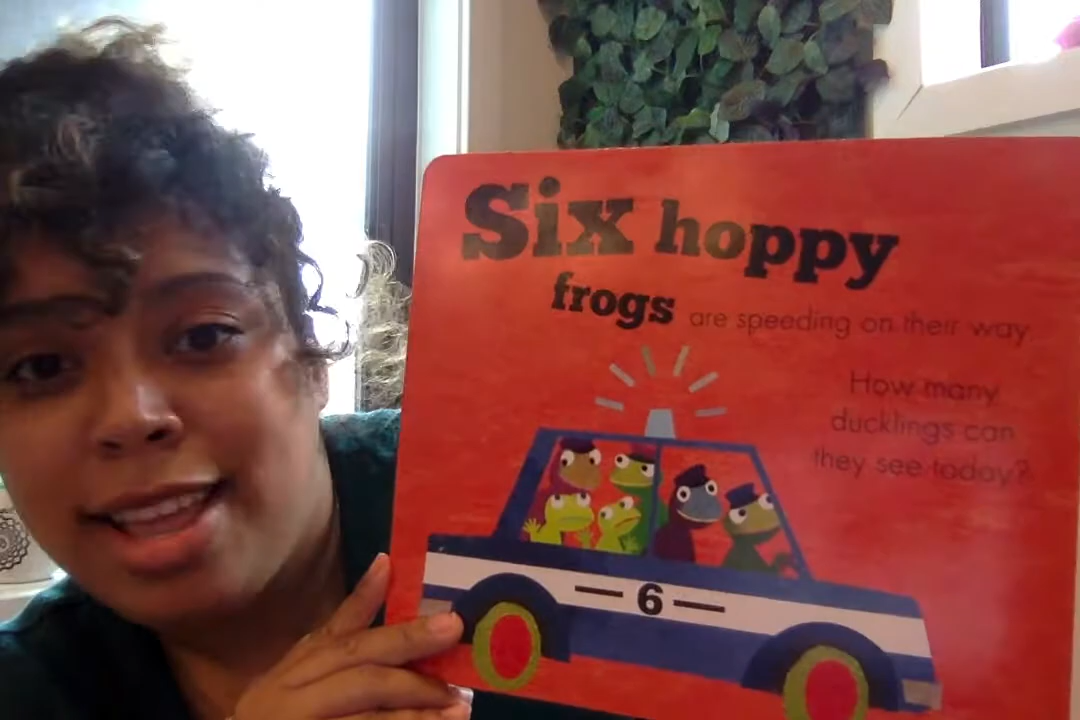 Six hoppy
frogs are speeding on their way.
How many
ducklings can
they see today?
6